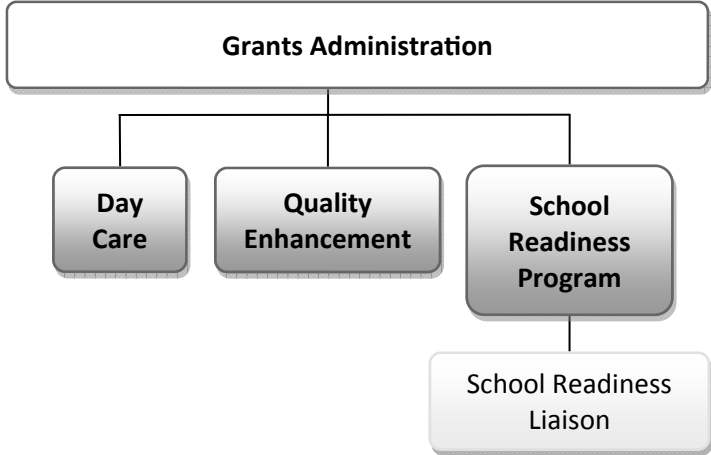 Grants Administration
Day
Care
Quality
Enhancement
School
Readiness
Program
School Readiness
Liaison